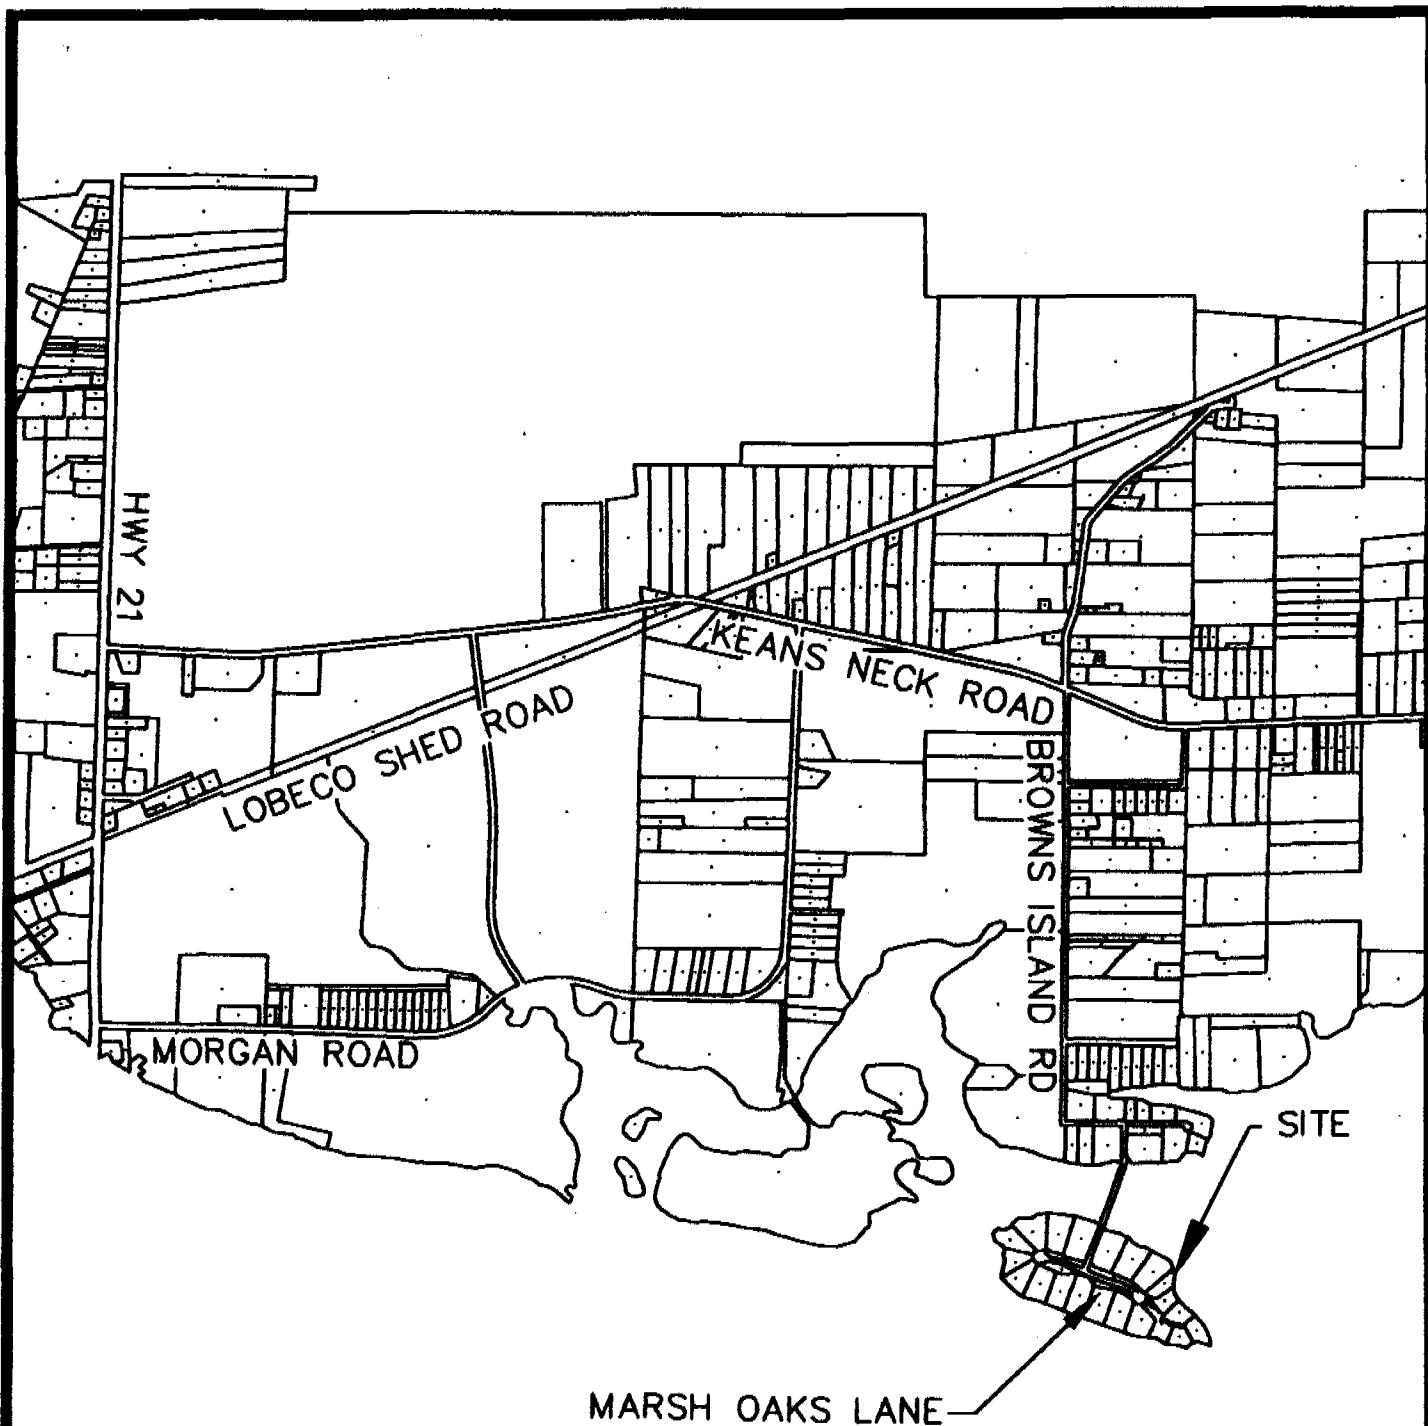 HWY 21
KEANS NECK ROAD
LOBECO SHED ROAD
BROWNS ISLAND RD
MORGAN ROAD
SITE
MARSH OAKS LANE